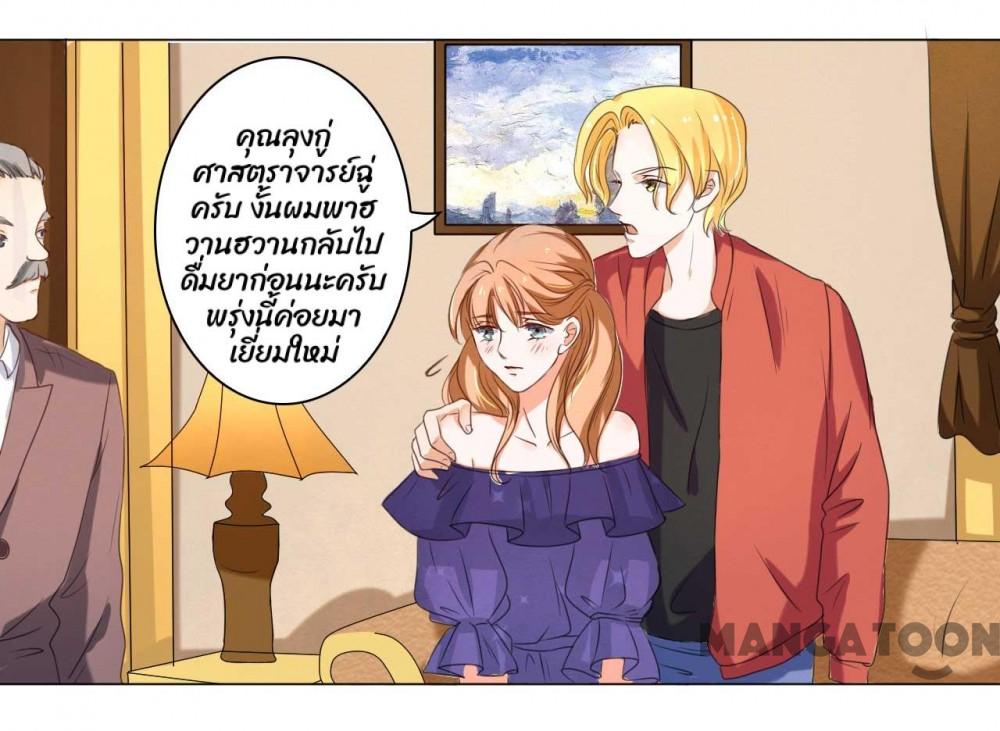 คุณลุงกู่
ศาสตราจารย์ฉู่
ครับ งั้นผมพาฮ
วานฮวานกลับไป
ดื่มยาก่อนนะครับ
พรุ่งนี้ค่อยมา
เยี่ยมใหม่
MANGATOON